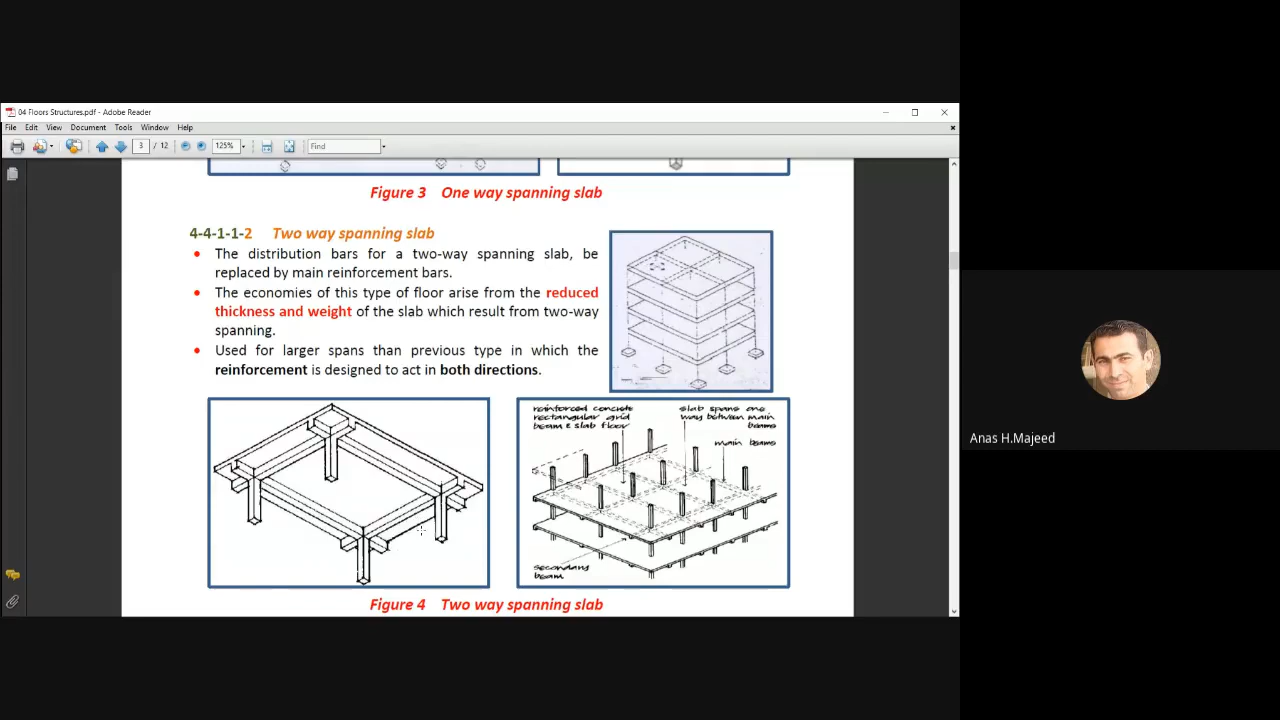 04 Floors Structures.pdf - Adobe Reader
File Edit View Document Tools Window Help
3 / 12 125% Find
Figure 3 One way spanning slab
4-4-1-1-2 Two way spanning slab
• The distribution bars for a two-way spanning slab, be
replaced by main reinforcement bars.
• The economies of this type of floor arise from the reduced
thickness and weight of the slab which result from two-way
spanning.
• Used for larger spans than previous type in which the
reinforcement is designed to act in both directions.
reinforced concrete
rectangular grid
beam & slab floor
slab spans one
way between main
beams
main beams
secondary
beam
Figure 4 Two way spanning slab
Anas H.Majeed